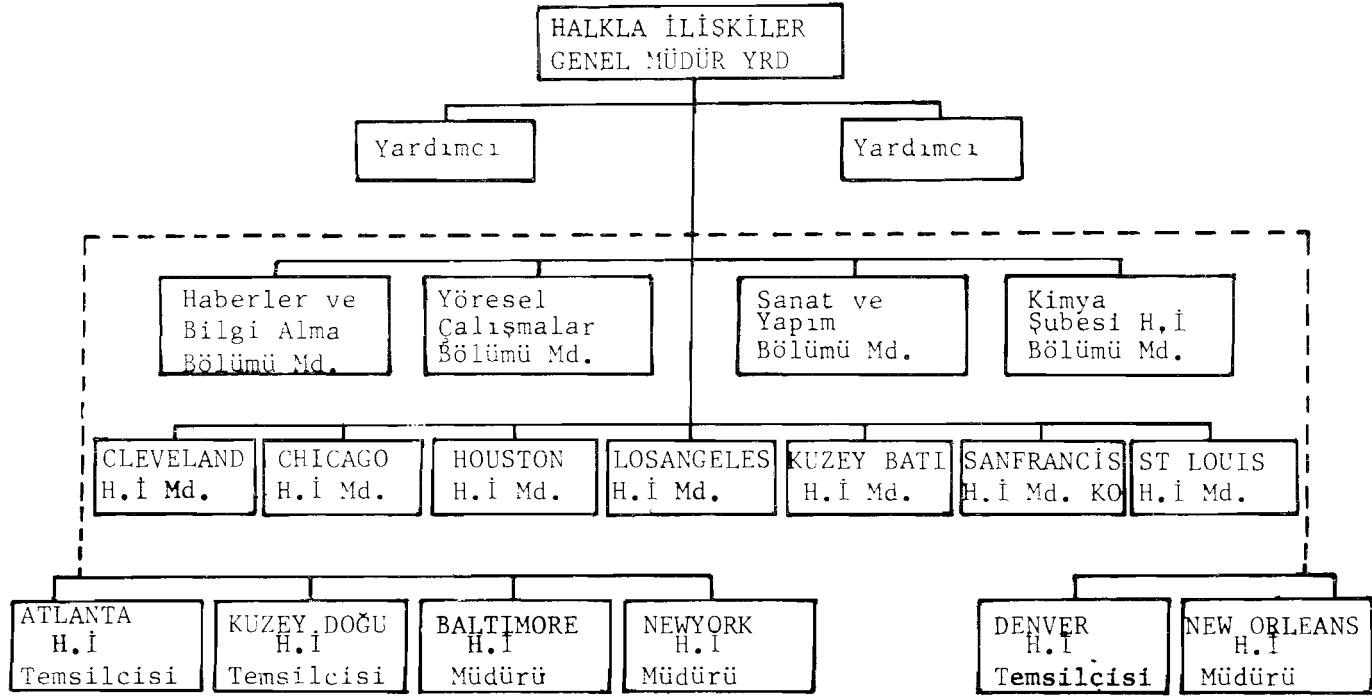 HALKLA İLİSKİLER
GENEL MÜDÜR YRD
Yardımcı
Yardımcı
Haberler ve
Bilgi Alma
Bölümü Md.
Yöresel
Çalışmalar
Bölümü Md.
Sanat ve
Yapım
Bölümü Md.
Kimya
Şubesi H.İ
Bölümü Md.
CLEVELAND
H.İ Md.
CHICAGO
H.İ Md.
HOUSTON
H.İ Md.
LOSANGELES
H.İ Md.
KUZEY BATI
H.İ Md.
SANFRANCİS
H.İ Md. KO
ST LOUIS
H.İ Md.
ATLANTA
H.İ
Temsilcisi
KUZEY DOĞU
H.İ
Temsilcisi
BALTIMORE
H.İ
Müdürü
NEWYORK
H.İ
Müdürü
DENVER
H.İ
Temsilcisi
NEW ORLEANS
H.İ
Müdürü